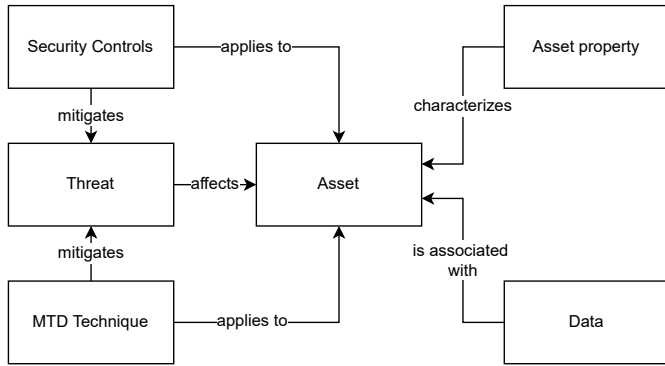 Security Controls
applies to
Asset property
mitigates
characterizes
Threat
affects
Asset
mitigates
is associated
with
MTD Technique
applies to
Data